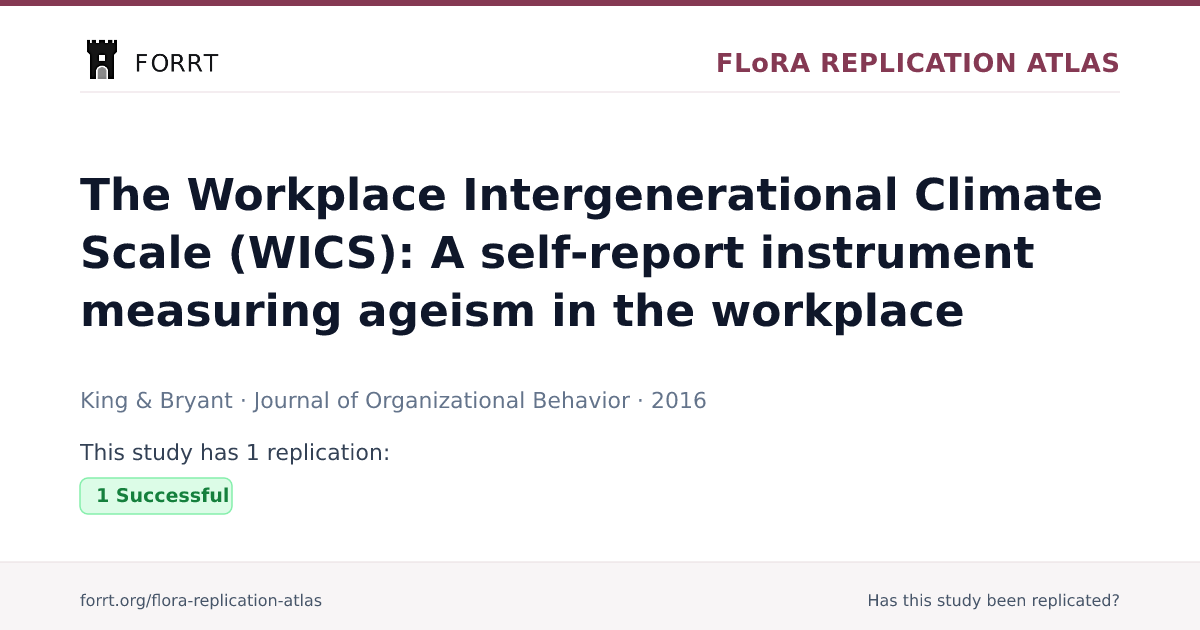 FORRT
FLoRA REPLICATION ATLAS
The Workplace Intergenerational Climate
Scale (WICS): A self-report instrument
measuring ageism in the workplace
King & Bryant · Journal of Organizational Behavior · 2016
This study has 1 replication:
1 Successful
forrt.org/flora-replication-atlas
Has this study been replicated?